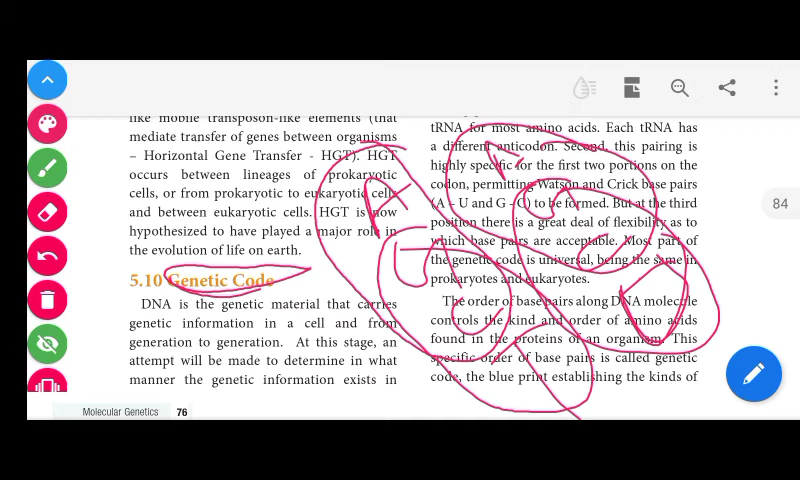 like mobile transposon-like elements (that
mediate transfer of genes between organisms
– Horizontal Gene Transfer - HGT). HGT
occurs between lineages of prokaryotic
cells, or from prokaryotic to eukaryotic cells
and between eukaryotic cells. HGT is now
hypothesized to have played a major role in
the evolution of life on earth.
5.10 Genetic Code
DNA is the genetic material that carries
genetic information in a cell and from
generation to generation. At this stage, an
attempt will be made to determine in what
manner the genetic information exists in
tRNA for most amino acids. Each tRNA has
a different anticodon. Second, this pairing is
highly specific for the first two portions on the
codon, permitting Watson and Crick base pairs
(A – U and G - C) to be formed. But at the third
position there is a great deal of flexibility as to
which base pairs are acceptable. Most part of
the genetic code is universal, being the same in
prokaryotes and eukaryotes.
The order of base pairs along DNA molecule
controls the kind and order of amino acids
found in the proteins of an organism. This
specific order of base pairs is called genetic
code, the blue print establishing the kinds of
A
G
C
T
84
Molecular Genetics 76